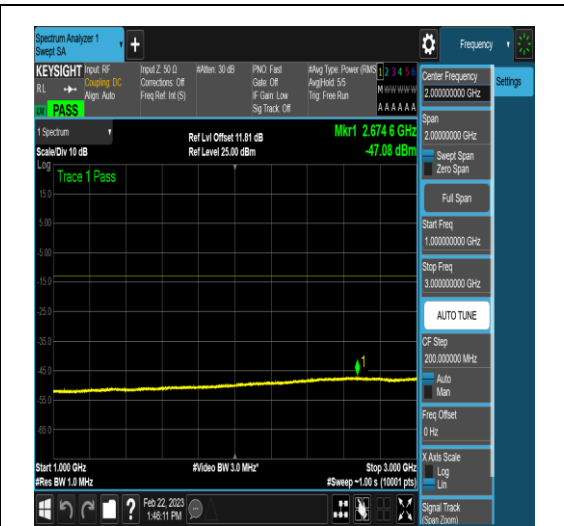 Spectrum Analyzer 1
Swept SA
+
Frequency
KEYSIGHT
RL
PASS
Input: RF
Coupling: DC
Align: Auto
Input Z: 50 Ω
Corrections: Off
Freq Ref: Int (S)
#Atten: 30 dB
PNO: Fast
Gate: Off
IF Gain: Low
Sig Track: Off
#Avg Type: Power (RMS
Avg|Hold: 5/5
Trig: Free Run
1 2 3 4 5 6
M W W W W W
A A A A A A
1 Spectrum
Scale/Div 10 dB
Ref Lvl Offset 11.81 dB
Ref Level 25.00 dBm
Mkr1 2.674 6 GHz
-47.08 dBm
Log
Trace 1 Pass
15.0
5.00
-5.00
-15.0
-25.0
-35.0
-45.0
-55.0
-65.0
1
Start 1.000 GHz
#Res BW 1.0 MHz
#Video BW 3.0 MHz*
Stop 3.000 GHz
#Sweep ~1.00 s (10001 pts)
Center Frequency
2.000000000 GHz
Settings
Span
2.00000000 GHz
Swept Span
Zero Span
Full Span
Start Freq
1.000000000 GHz
Stop Freq
3.000000000 GHz
AUTO TUNE
CF Step
200.000000 MHz
Auto
Man
Freq Offset
0 Hz
X Axis Scale
Log
Lin
Signal Track
(Span Zoom)
?
Feb 22, 2023
1:46:11 PM